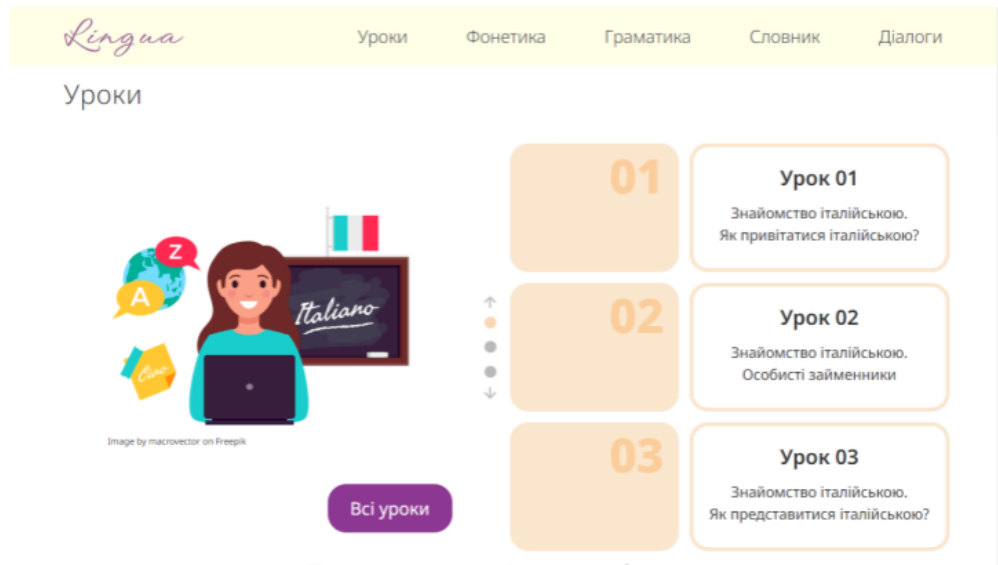 Lingua
Уроки
Фонетика
Граматика
Словник
Діалоги
Уроки
Z
A
Italiano
Ciao
Image by macrovector on Freepik
Всі уроки
01
Урок 01
Знайомство італійською.
Як привітатися італійською?
02
Урок 02
Знайомство італійською.
Особисті займенники
03
Урок 03
Знайомство італійською.
Як представитися італійською?